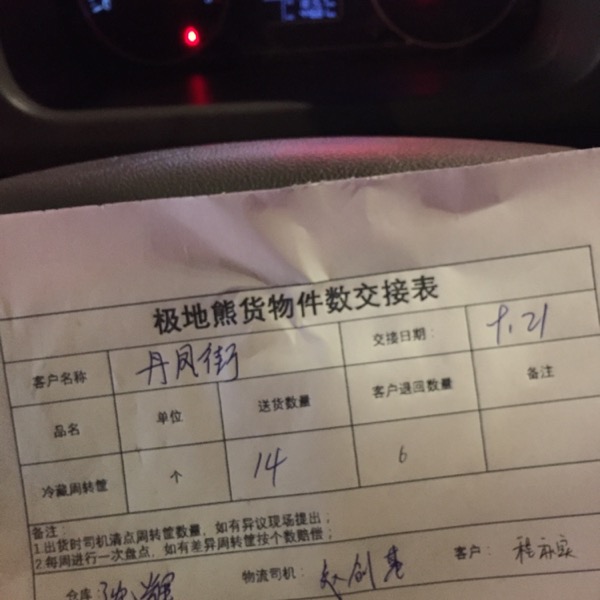 极地熊货物件数交接表
客户名称 丹凤街 交接日期: 9.21
品名 单位 送货数量 客户退回数量 备注
冷藏周转筐 个 14 6
备注:
1.出货时司机清点周转筐数量,如有异议现场提出;
2.每周进行一次盘点,如有差异周转筐按个数赔偿;
仓库: 物流司机: 客户: